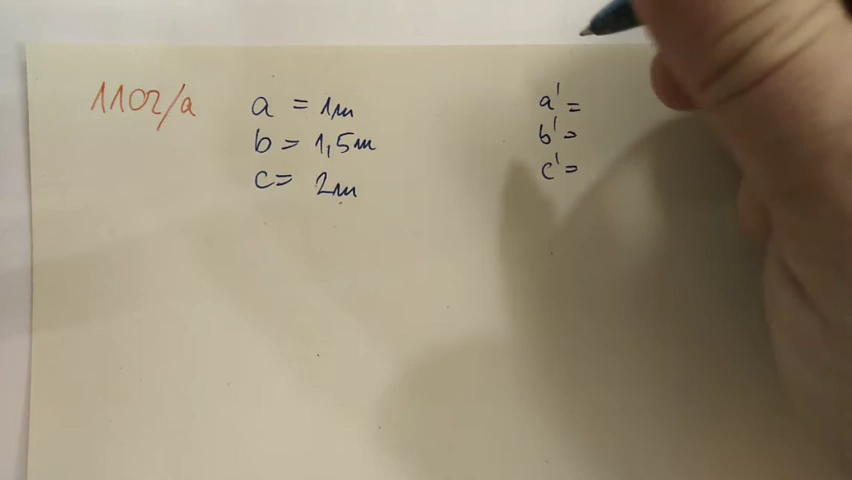 1102/a
a = 1m
b = 1,5m
c = 2m
a' =
b' =
c' =